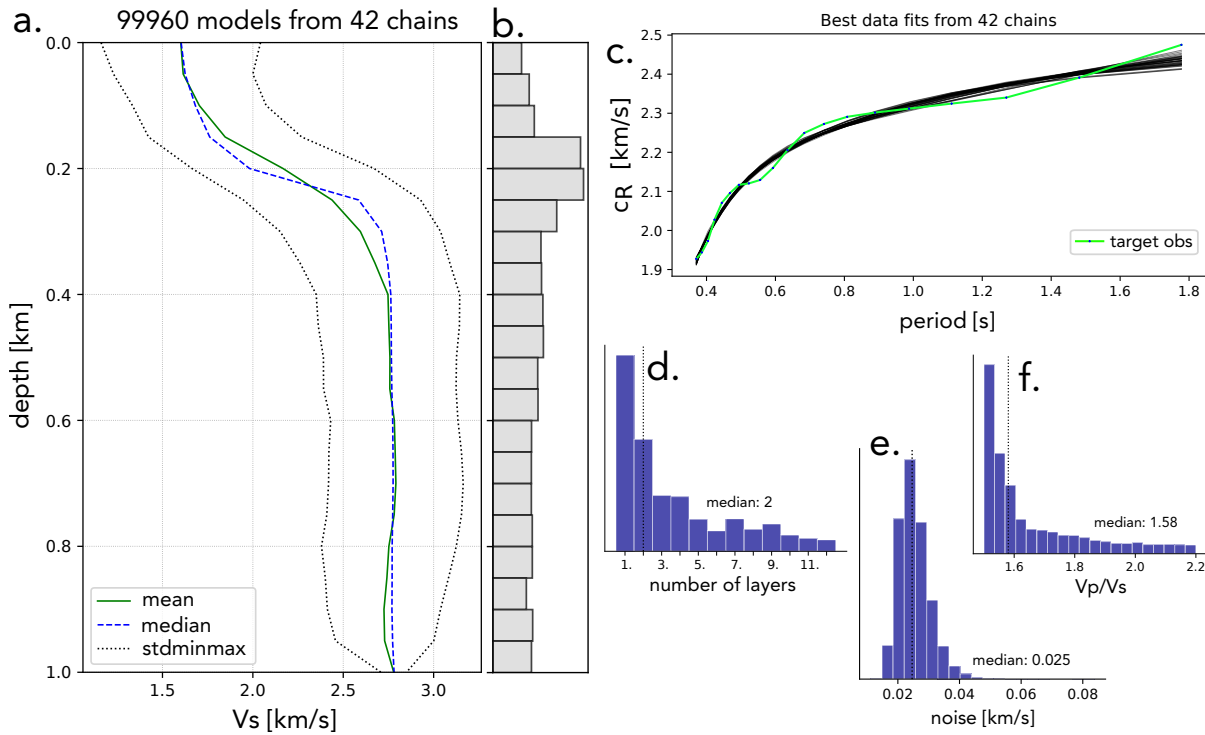 a.
99960 models from 42 chains
0.0
0.2
0.4
0.6
0.8
1.0
depth [km]
mean
median
stdminmax
1.5
2.0
2.5
3.0
Vs [km/s]
b.
Best data fits from 42 chains
c.
2.5
2.4
2.3
2.2
2.1
2.0
1.9
cR [km/s]
target obs
0.4
0.6
0.8
1.0
1.2
1.4
1.6
1.8
period [s]
d.
median: 2
1.
3.
5.
7.
9.
11.
number of layers
e.
median: 0.025
0.02
0.04
0.06
0.08
noise [km/s]
f.
median: 1.58
1.6
1.8
2.0
2.2
Vp/Vs